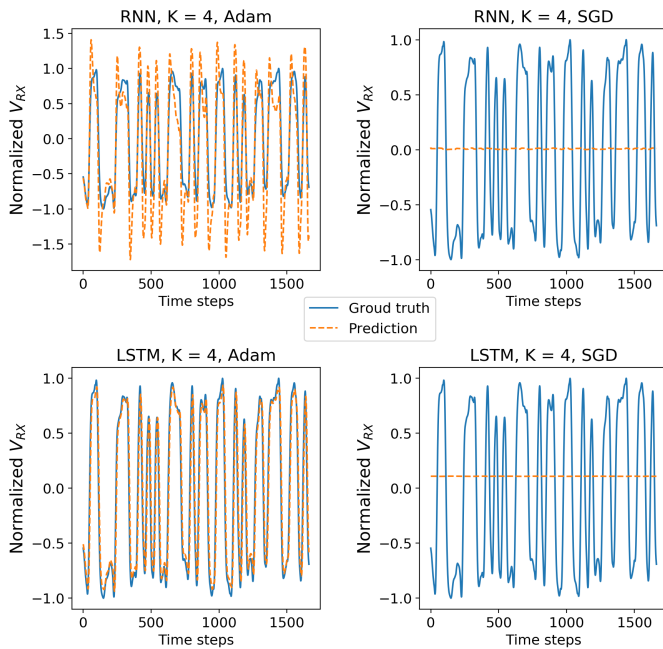 RNN, K = 4, Adam
RNN, K = 4, SGD
1.5
1.0
0.5
0.0
−0.5
−1.0
−1.5
Normalized V_RX
0
500
1000
1500
Time steps
1.0
0.5
0.0
−0.5
−1.0
Normalized V_RX
0
500
1000
1500
Time steps
Groud truth
Prediction
LSTM, K = 4, Adam
LSTM, K = 4, SGD
1.0
0.5
0.0
−0.5
−1.0
Normalized V_RX
0
500
1000
1500
Time steps
1.0
0.5
0.0
−0.5
−1.0
Normalized V_RX
0
500
1000
1500
Time steps